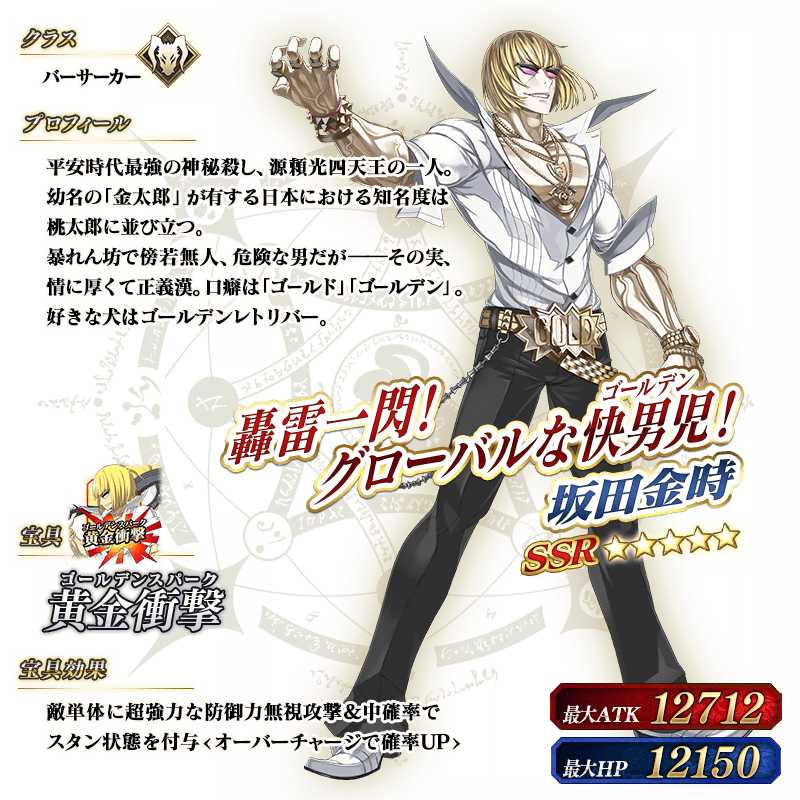 クラス
バーサーカー
プロフィール
平安時代最強の神秘殺し、源頼光四天王の一人。
幼名の「金太郎」が有する日本における知名度は
桃太郎に並び立つ。
暴れん坊で傍若無人、危険な男だが──その実、
情に厚くて正義漢。口癖は「ゴールド」「ゴールデン」。
好きな犬はゴールデンレトリバー。
GOLD
轟雷一閃!
ゴールデン
グローバルな快男児!
坂田金時
SSR ☆☆☆☆☆
宝具
ゴールデンスパーク
黄金衝撃
ゴールデンスパーク
黄金衝撃
宝具効果
敵単体に超強力な防御力無視攻撃&中確率で
スタン状態を付与<オーバーチャージで確率UP>
最大ATK 12712
最大HP 12150